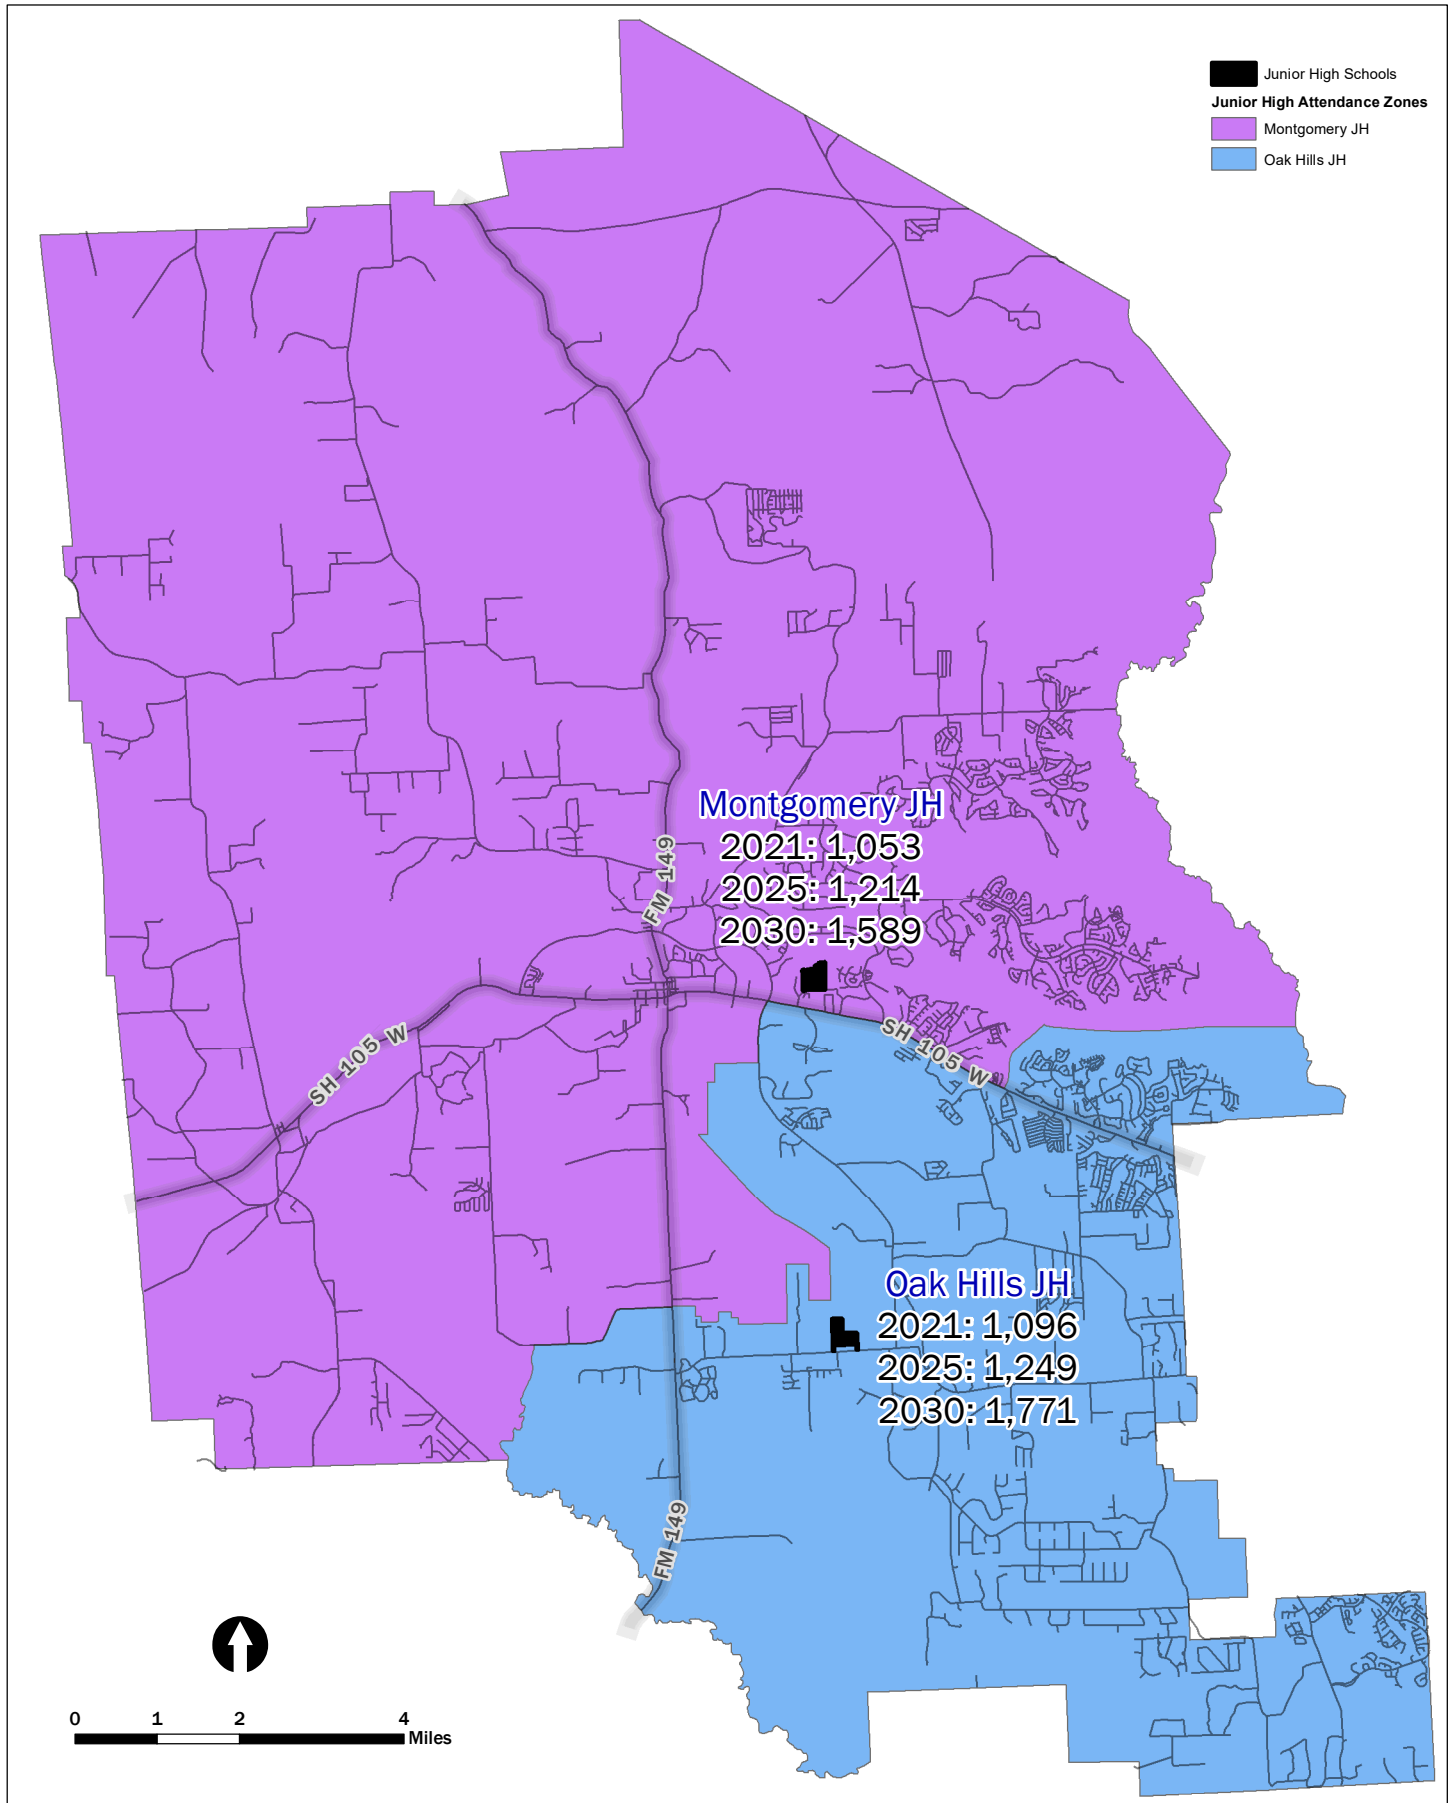 Junior High Schools
Junior High Attendance Zones
Montgomery JH
Oak Hills JH
Montgomery JH
2021: 1,053
2025: 1,214
2030: 1,589
FM 149
SH 105 W
SH 105 W
Oak Hills JH
2021: 1,096
2025: 1,249
2030: 1,771
FM 149
0 1 2 4
Miles